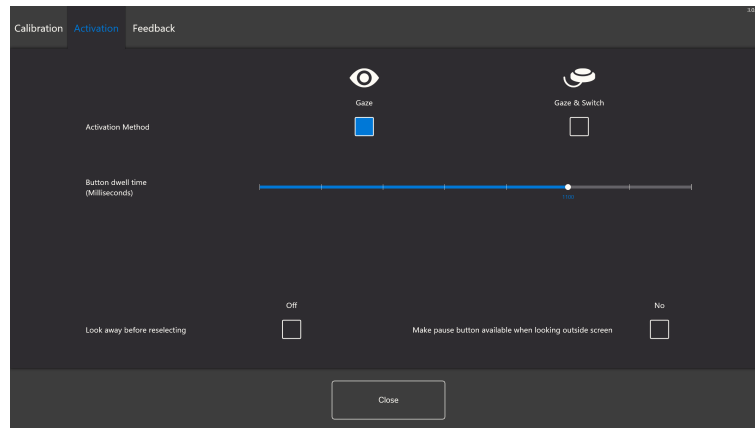 Calibration
Activation
Feedback
Gaze
Gaze & Switch
Activation Method
Button dwell time
(Milliseconds)
1100
Off
No
Look away before reselecting
Make pause button available when looking outside screen
Close